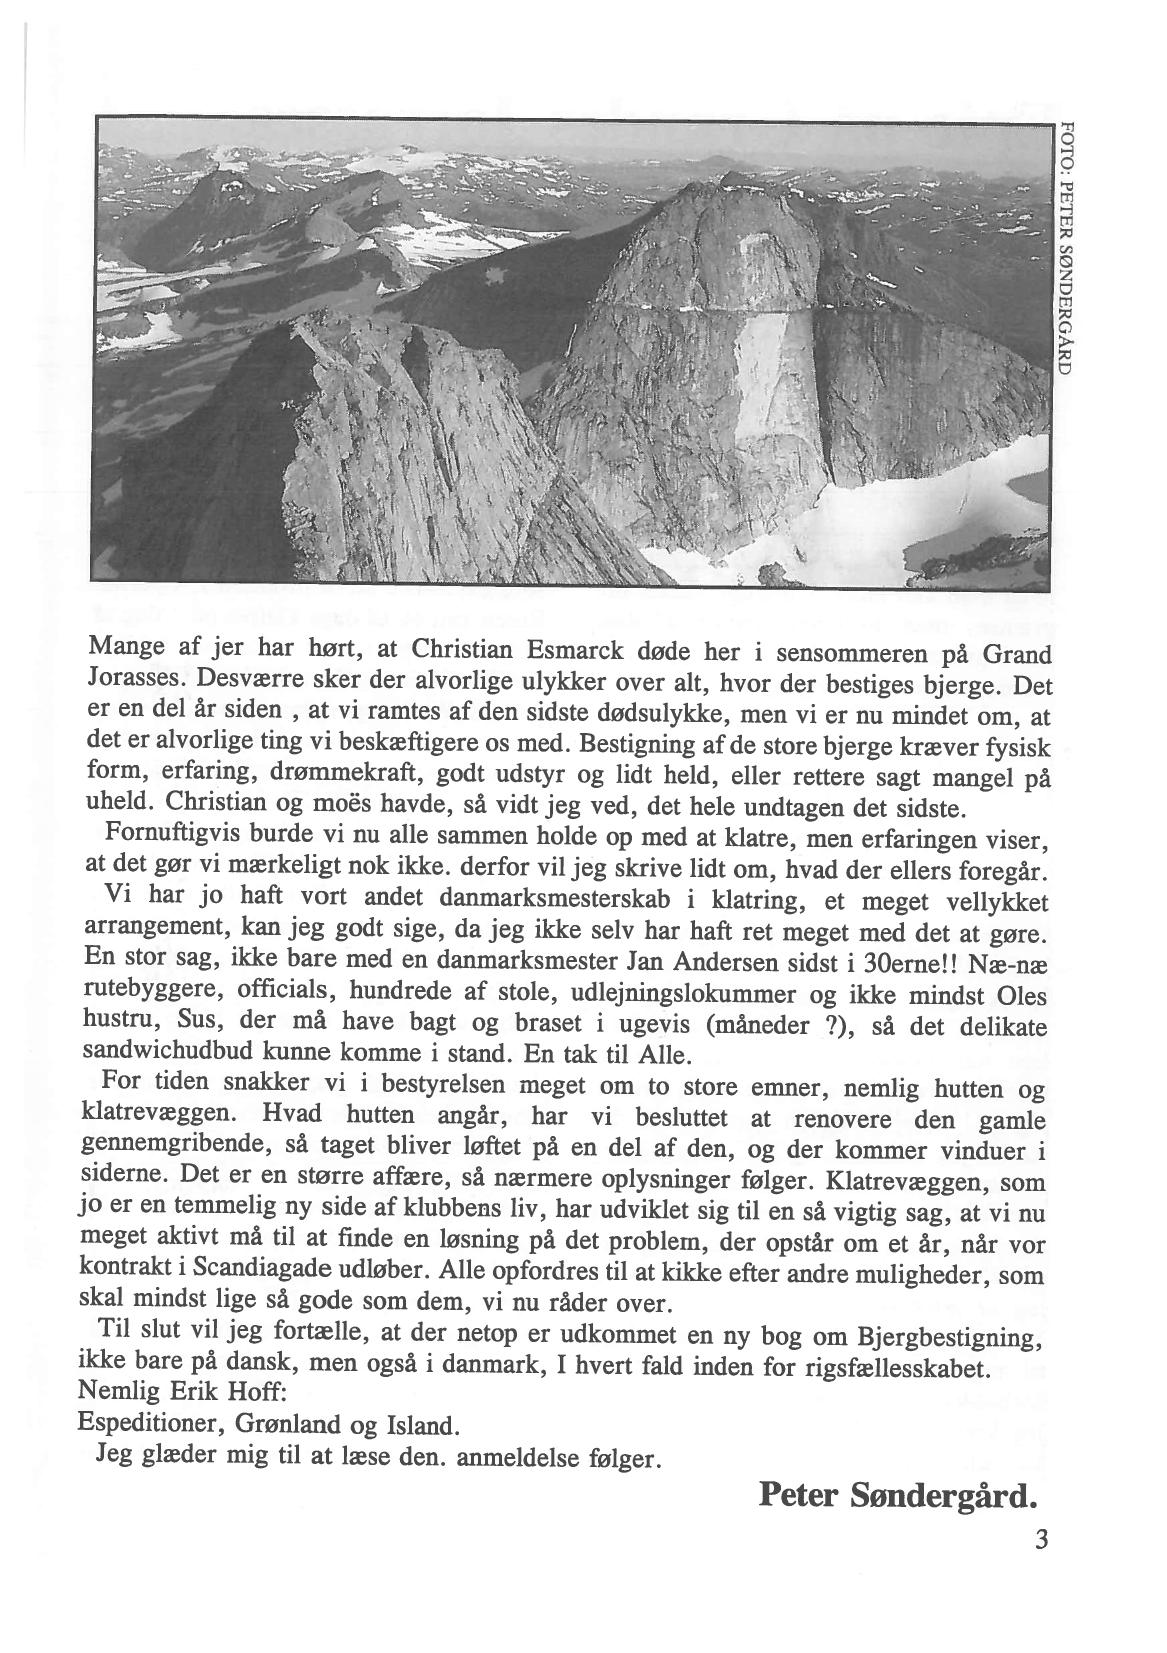 FOTO: PETER SØNDERGÅRD
Mange af jer har hørt, at Christian Esmarck døde her i sensommeren på Grand
Jorasses. Desværre sker der alvorlige ulykker over alt, hvor der bestiges bjerge. Det
er en del år siden , at vi ramtes af den sidste dødsulykke, men vi er nu mindet om, at
det er alvorlige ting vi beskæftigere os med. Bestigning af de store bjerge kræver fysisk
form, erfaring, drømmekraft, godt udstyr og lidt held, eller rettere sagt mangel på
uheld. Christian og moës havde, så vidt jeg ved, det hele undtagen det sidste.
Fornuftigvis burde vi nu alle sammen holde op med at klatre, men erfaringen viser,
at det gør vi mærkeligt nok ikke. derfor vil jeg skrive lidt om, hvad der ellers foregår.
Vi har jo haft vort andet danmarksmesterskab i klatring, et meget vellykket
arrangement, kan jeg godt sige, da jeg ikke selv har haft ret meget med det at gøre.
En stor sag, ikke bare med en danmarksmester Jan Andersen sidst i 30erne!! Næ-næ
rutebyggere, officials, hundrede af stole, udlejningslokummer og ikke mindst Oles
hustru, Sus, der må have bagt og braset i ugevis (måneder ?), så det delikate
sandwichudbud kunne komme i stand. En tak til Alle.
For tiden snakker vi i bestyrelsen meget om to store emner, nemlig hutten og
klatrevæggen. Hvad hutten angår, har vi besluttet at renovere den gamle
gennemgribende, så taget bliver løftet på en del af den, og der kommer vinduer i
siderne. Det er en større affære, så nærmere oplysninger følger. Klatrevæggen, som
jo er en temmelig ny side af klubbens liv, har udviklet sig til en så vigtig sag, at vi nu
meget aktivt må til at finde en løsning på det problem, der opstår om et år, når vor
kontrakt i Scandiagade udløber. Alle opfordres til at kikke efter andre muligheder, som
skal mindst lige så gode som dem, vi nu råder over.
Til slut vil jeg fortælle, at der netop er udkommet en ny bog om Bjergbestigning,
ikke bare på dansk, men også i danmark, I hvert fald inden for rigsfællesskabet.
Nemlig Erik Hoff:
Espeditioner, Grønland og Island.
Jeg glæder mig til at læse den. anmeldelse følger.
Peter Søndergård.
3